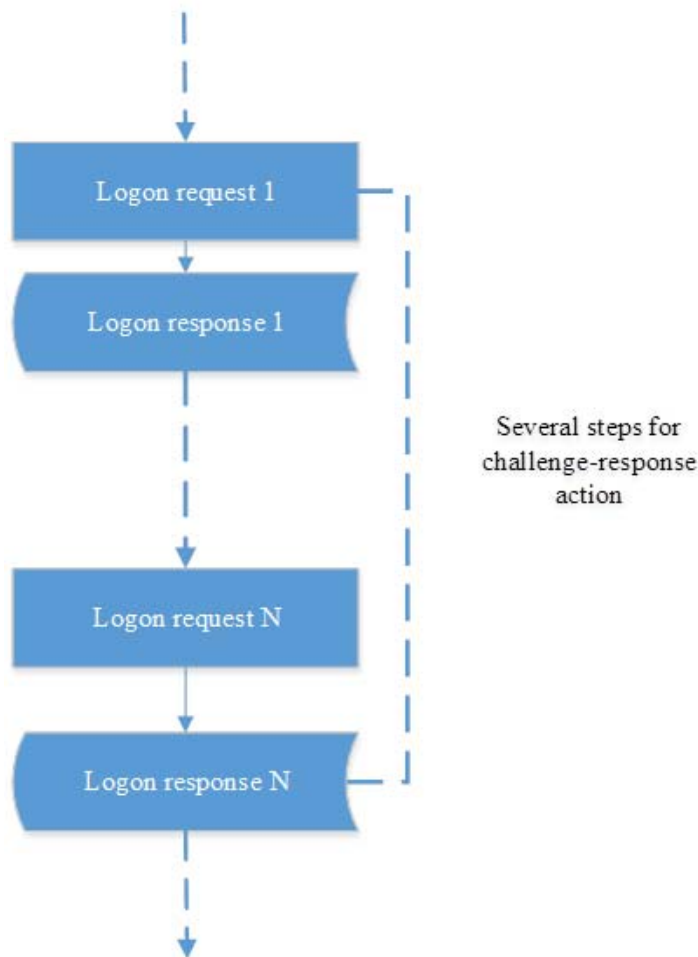 Logon request 1
Logon response 1
Several steps for
challenge-response
action
Logon request N
Logon response N